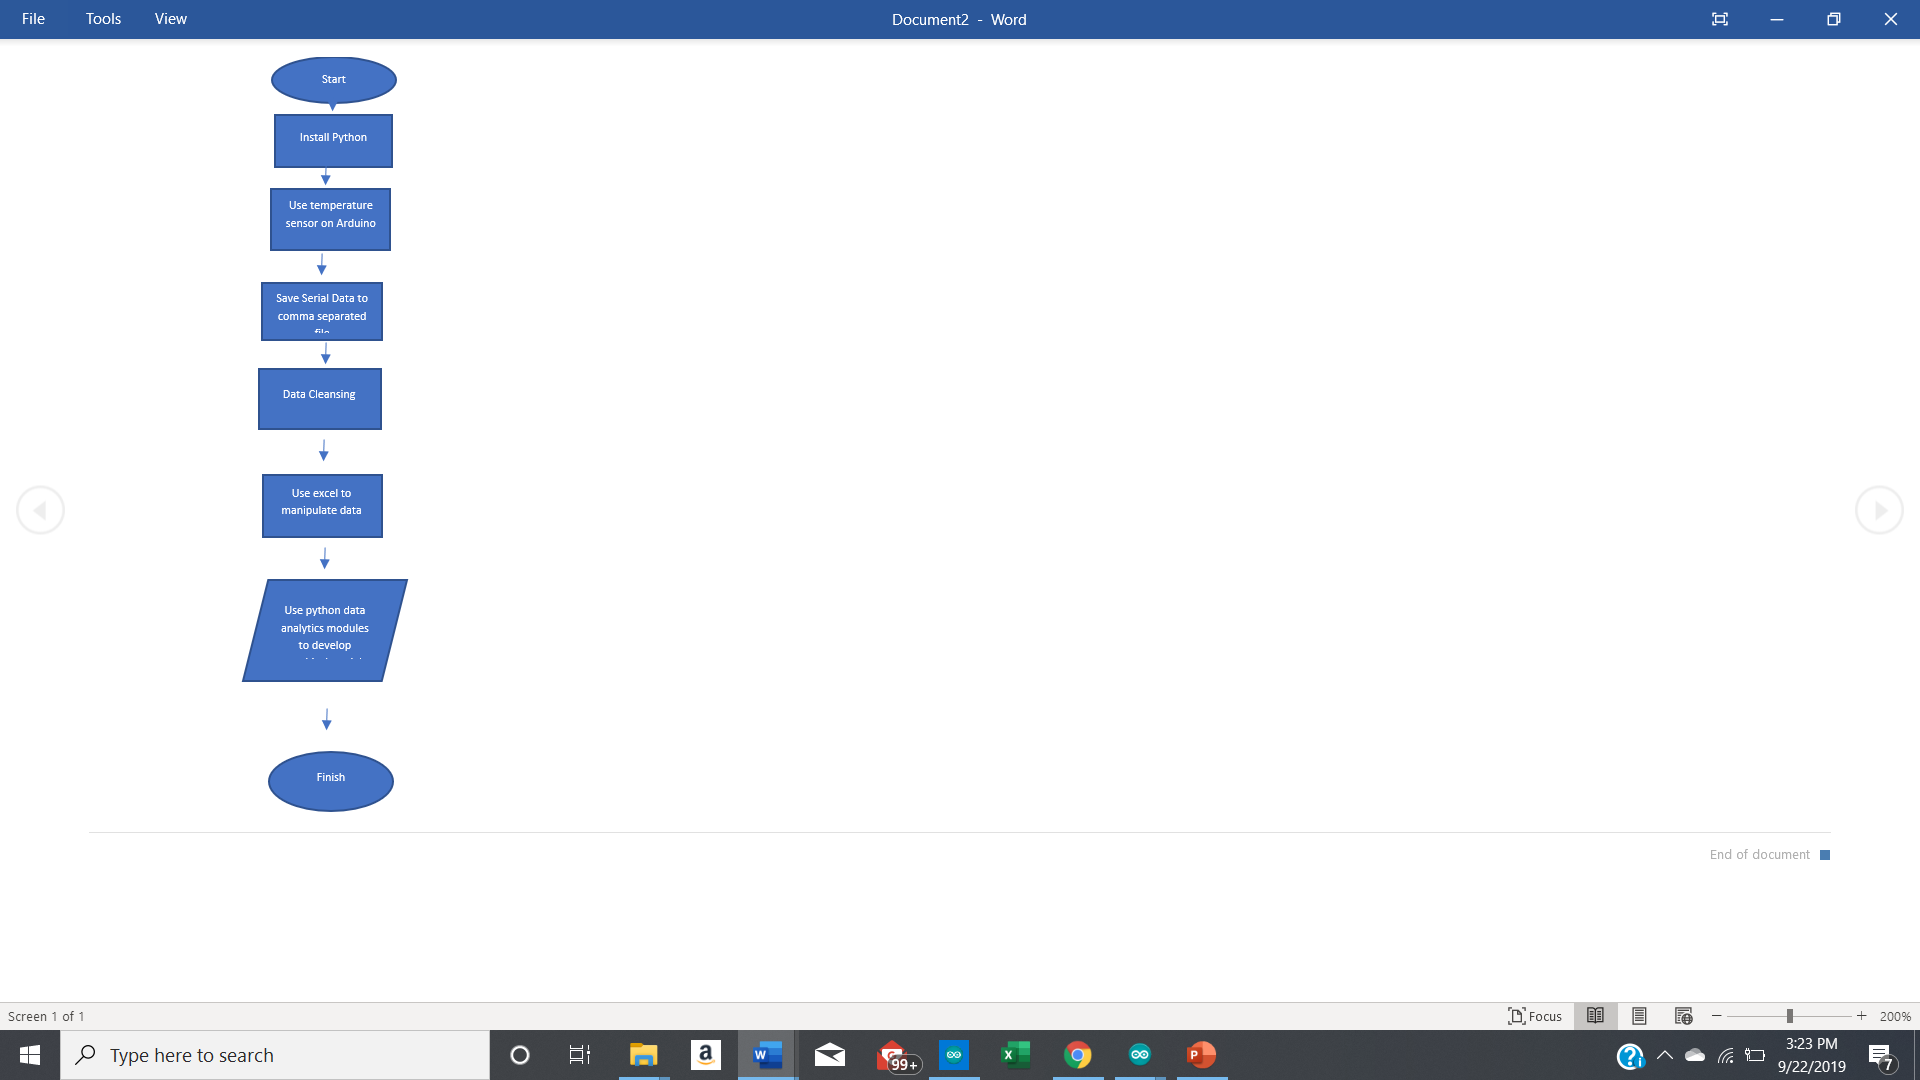 File Tools View Document2 - Word
Start
Install Python
Use temperature
sensor on Arduino
Save Serial Data to
comma separated
file
Data Cleansing
Use excel to
manipulate data
Use python data
analytics modules
to develop
Finish
End of document
Screen 1 of 1
Focus
200%
Type here to search
99+
3:23 PM
9/22/2019
7